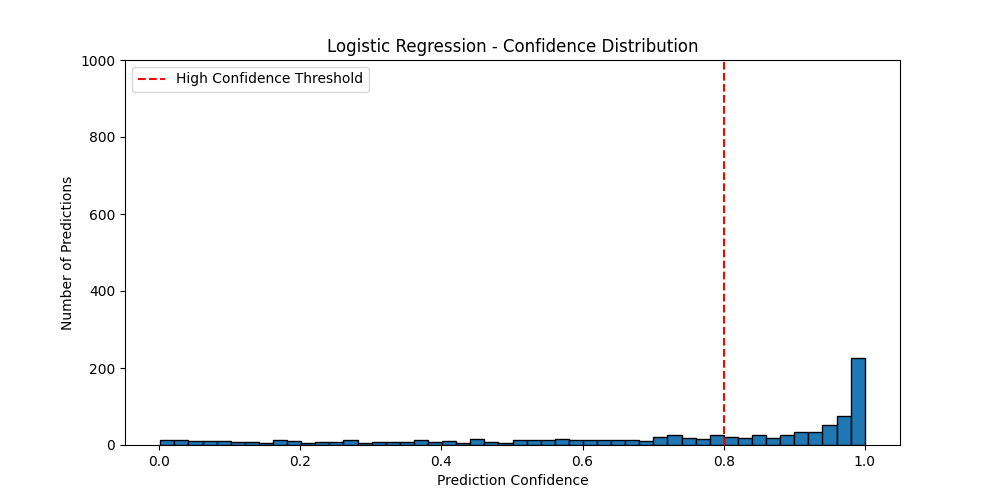 Logistic Regression - Confidence Distribution
High Confidence Threshold
Number of Predictions
1000
800
600
400
200
0
0.0 0.2 0.4 0.6 0.8 1.0
Prediction Confidence